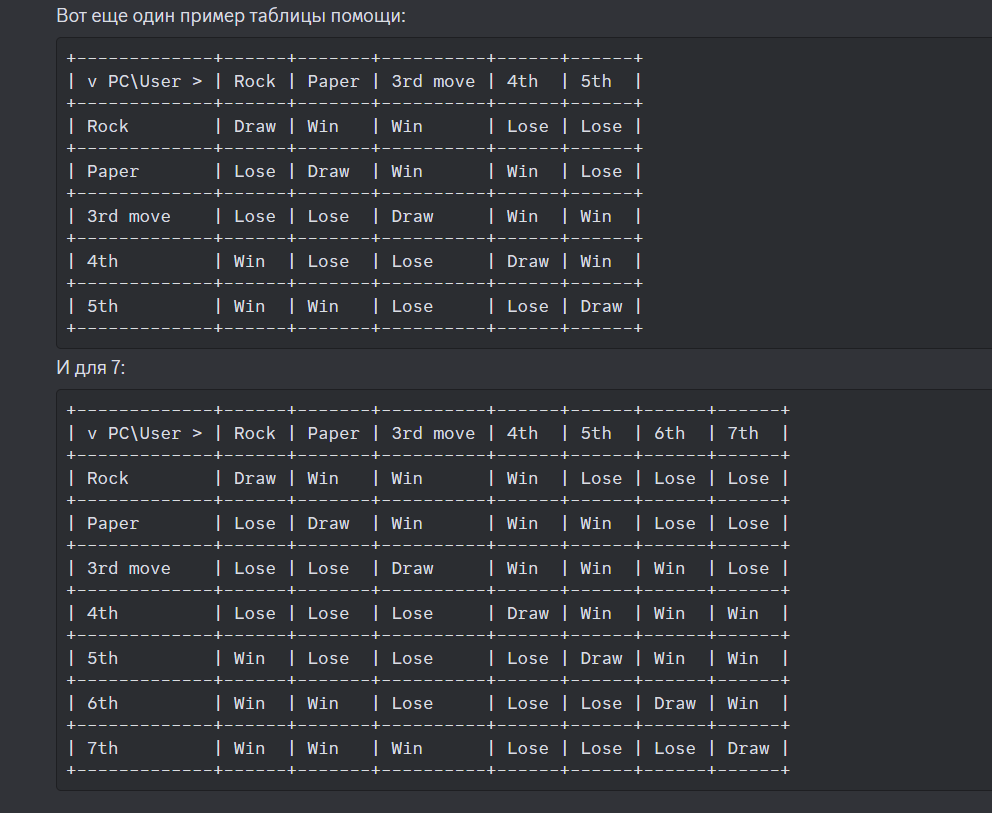 Вот еще один пример таблицы помощи:
+-------------+------+-------+-----------+------+------+
| v PC\User > | Rock | Paper | 3rd move | 4th  | 5th  |
+-------------+------+-------+-----------+------+------+
| Rock        | Draw | Win   | Win      | Lose | Lose |
+-------------+------+-------+-----------+------+------+
| Paper       | Lose | Draw  | Win      | Win  | Lose |
+-------------+------+-------+-----------+------+------+
| 3rd move    | Lose | Lose  | Draw     | Win  | Win  |
+-------------+------+-------+-----------+------+------+
| 4th         | Win  | Lose  | Lose     | Draw | Win  |
+-------------+------+-------+-----------+------+------+
| 5th         | Win  | Win   | Lose     | Lose | Draw |
+-------------+------+-------+-----------+------+------+
И для 7:
+-------------+------+-------+-----------+------+------+------+------+
| v PC\User > | Rock | Paper | 3rd move | 4th  | 5th  | 6th  | 7th  |
+-------------+------+-------+-----------+------+------+------+------+
| Rock        | Draw | Win   | Win      | Win  | Lose | Lose | Lose |
+-------------+------+-------+-----------+------+------+------+------+
| Paper       | Lose | Draw  | Win      | Win  | Win  | Lose | Lose |
+-------------+------+-------+-----------+------+------+------+------+
| 3rd move    | Lose | Lose  | Draw     | Win  | Win  | Win  | Lose |
+-------------+------+-------+-----------+------+------+------+------+
| 4th         | Lose | Lose  | Lose     | Draw | Win  | Win  | Win  |
+-------------+------+-------+-----------+------+------+------+------+
| 5th         | Win  | Lose  | Lose     | Lose | Draw | Win  | Win  |
+-------------+------+-------+-----------+------+------+------+------+
| 6th         | Win  | Win   | Lose     | Lose | Lose | Draw | Win  |
+-------------+------+-------+-----------+------+------+------+------+
| 7th         | Win  | Win   | Win      | Lose | Lose | Lose | Draw |
+-------------+------+-------+-----------+------+------+------+------+